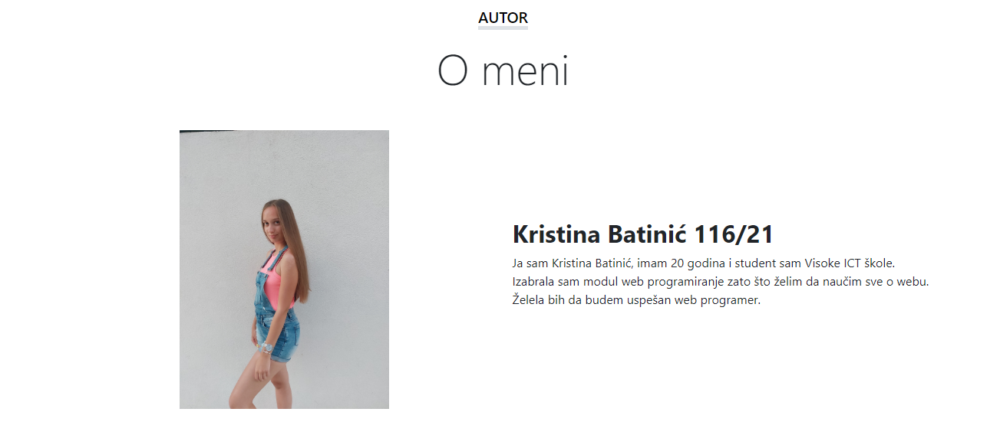 AUTOR
O meni
Kristina Batinić 116/21
Ja sam Kristina Batinić, imam 20 godina i student sam Visoke ICT škole.
Izabrala sam modul web programiranje zato što želim da naučim sve o webu.
Želela bih da budem uspešan web programer.